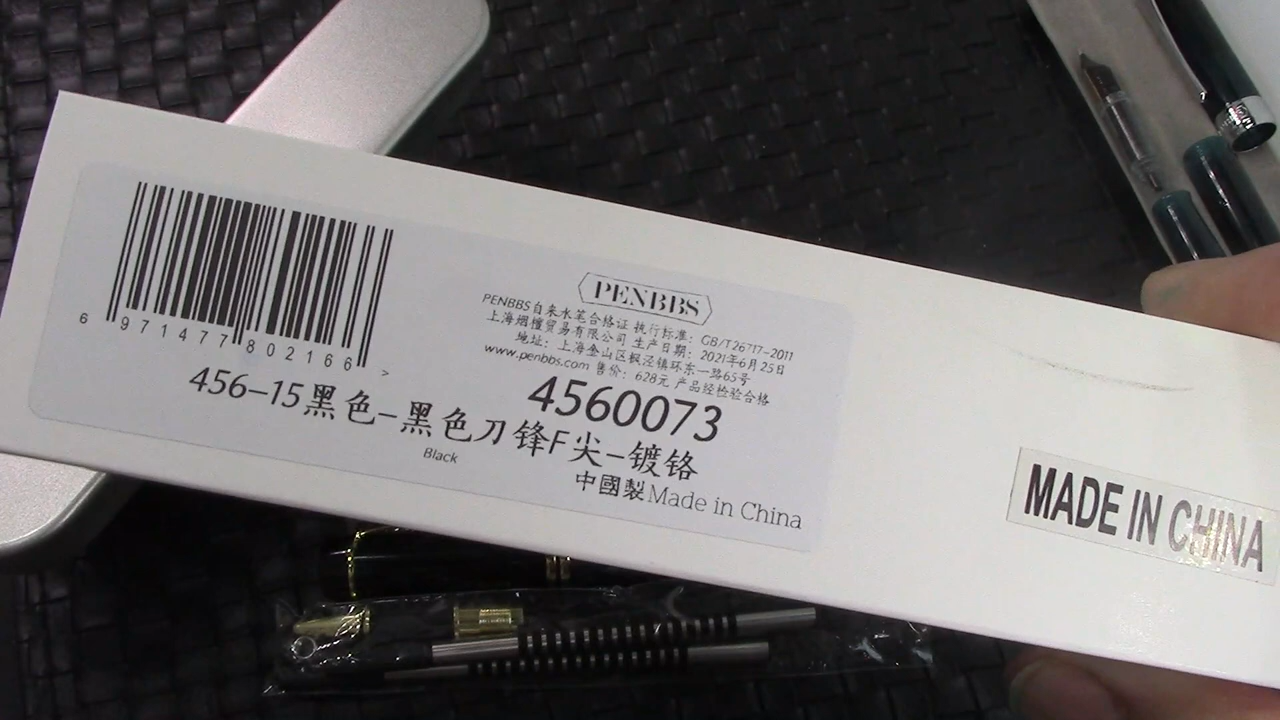 PENBBS
PENBBS自来水笔合格证 执行标准：GB/T26717-2011
上海烟檀贸易有限公司 生产日期：2021年6月25日
地址：上海金山区枫泾镇环东一路65号
www.penbbs.com 售价：628元 产品经检验合格
6 971477 802166 >
4560073
456-15黑色-黑色刀锋F尖-镀铬
Black
中國製Made in China
MADE IN CHINA